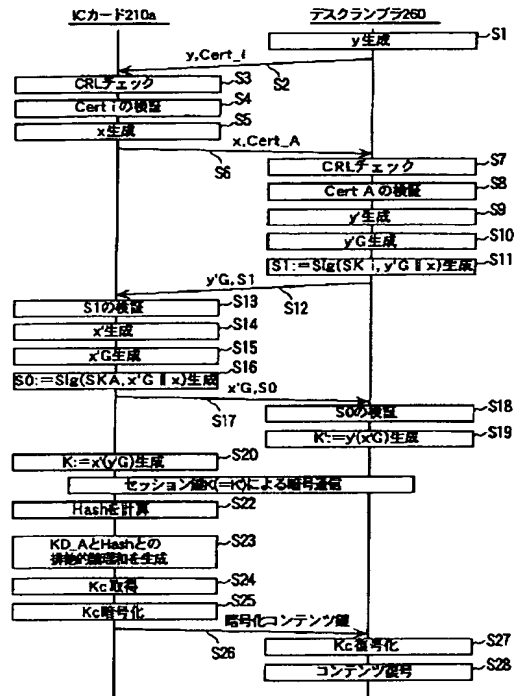 ICカード210a
デスクランブラ260
y生成
S1
y,Cert_i
S2
CRLチェック
S3
Cert iの検証
S4
x生成
S5
x,Cert_A
S6
CRLチェック
S7
Cert Aの検証
S8
y'生成
S9
y'G生成
S10
S1:=Sig(SK i, y'G ‖ x)生成
S11
y'G,S1
S12
S1の検証
S13
x'生成
S14
x'G生成
S15
S0:=Sig(SKA, x'G ‖ x)生成
S16
x'G,S0
S17
S0の検証
S18
K':=y'(x'G)生成
S19
K:=x'(y'G)生成
S20
セッション鍵K(=K)による暗号通信
Hashを計算
S22
KD_AとHashとの
排他的論理和を生成
S23
Kc取得
S24
Kc暗号化
S25
暗号化コンテンツ鍵
S26
Kc復号化
S27
コンテンツ復号
S28